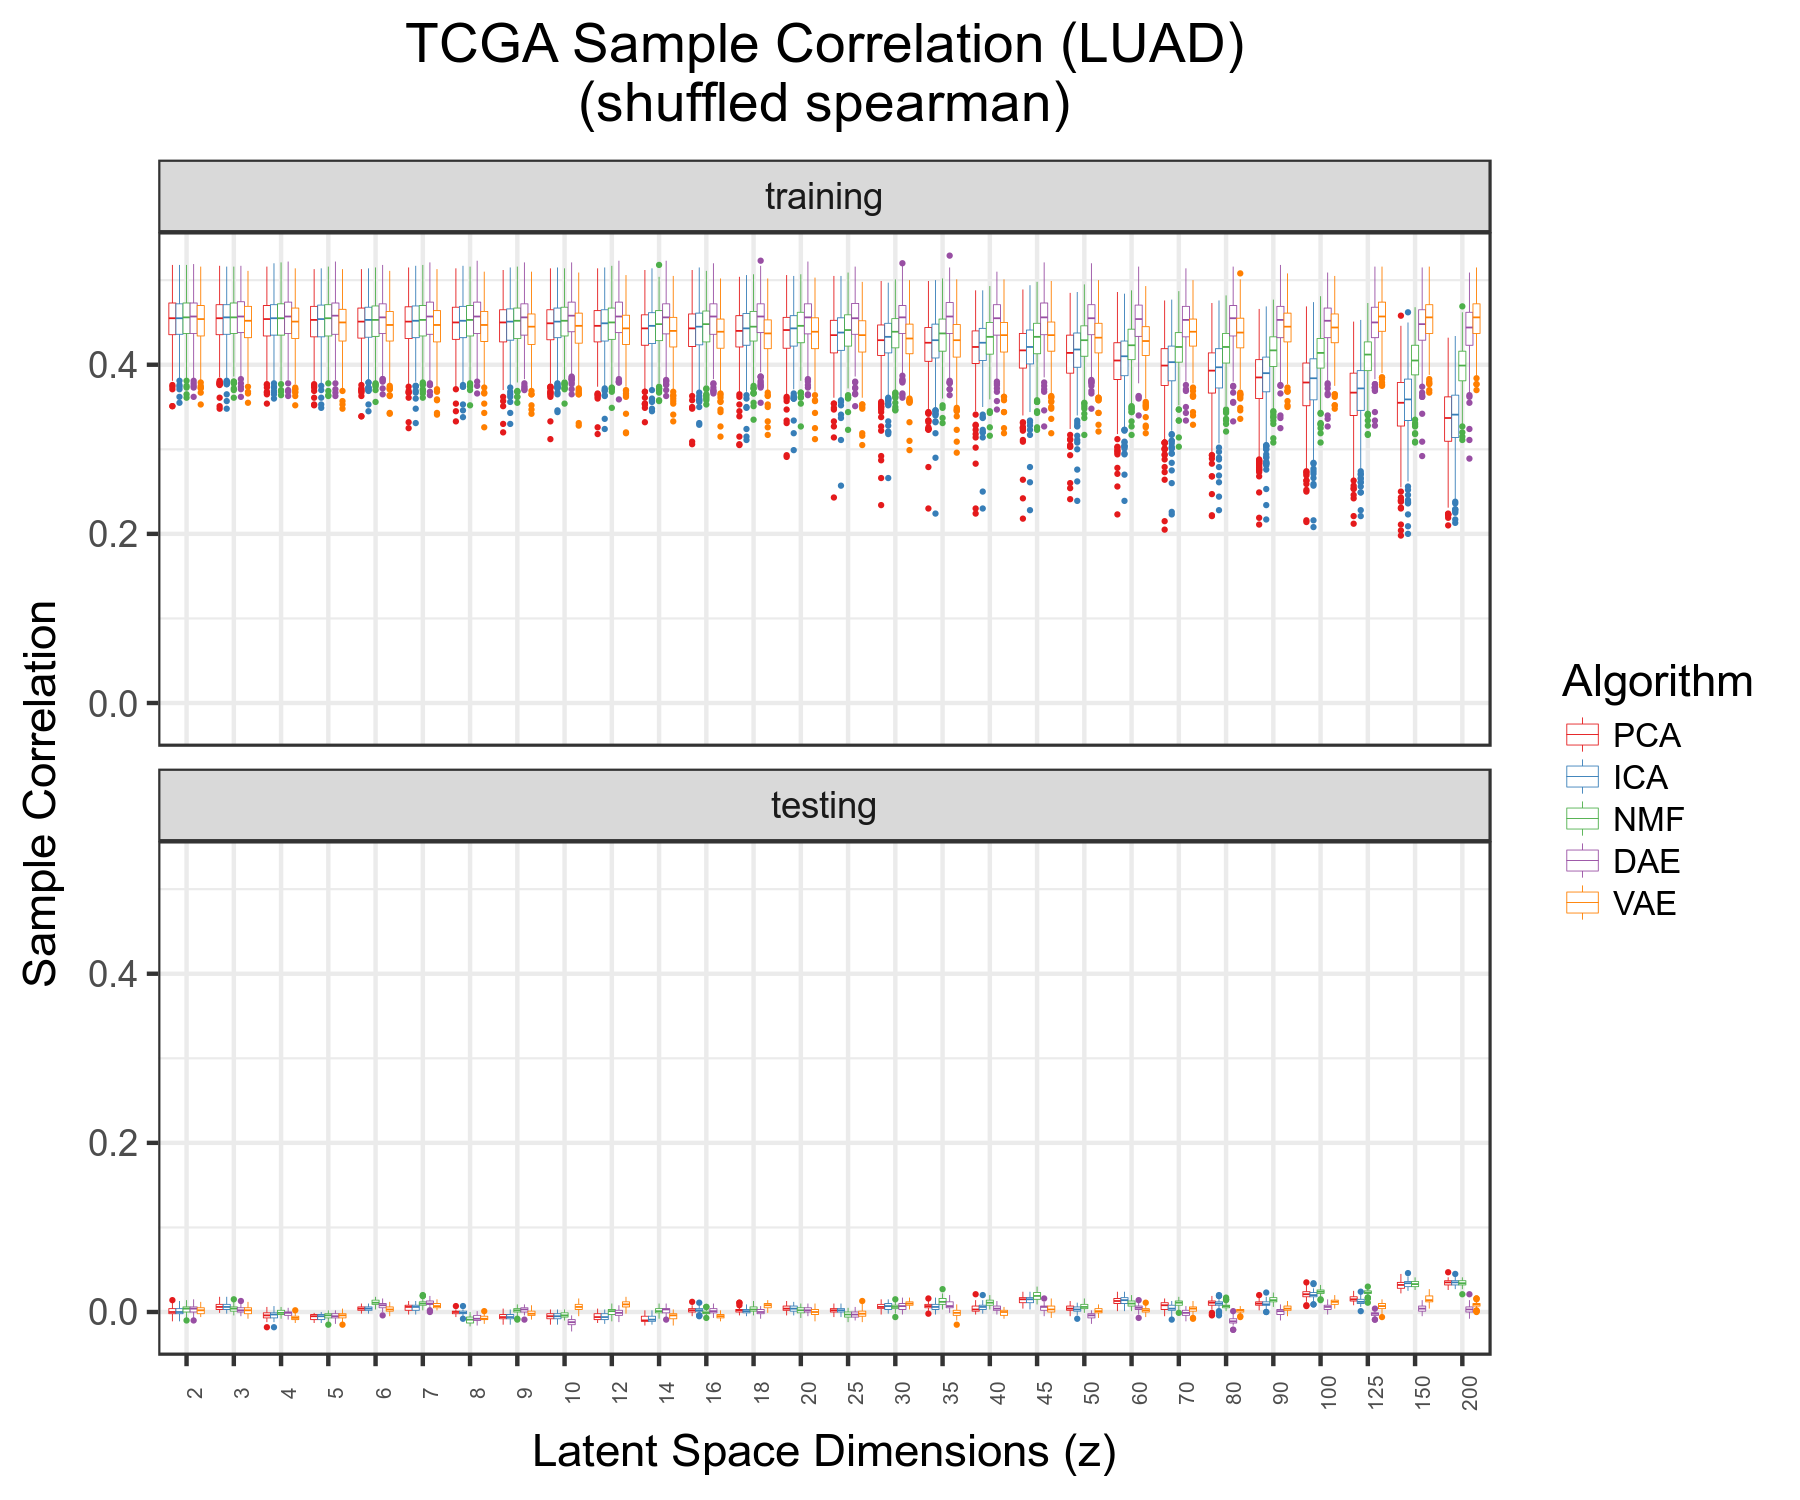 TCGA Sample Correlation (LUAD)
(shuffled spearman)
training
0.4
0.2
0.0
Sample Correlation
testing
0.4
0.2
0.0
2 3 4 5 6 7 8 9 10 12 14 16 18 20 25 30 35 40 45 50 60 70 80 90 100 125 150 200
Latent Space Dimensions (z)
Algorithm
PCA
ICA
NMF
DAE
VAE